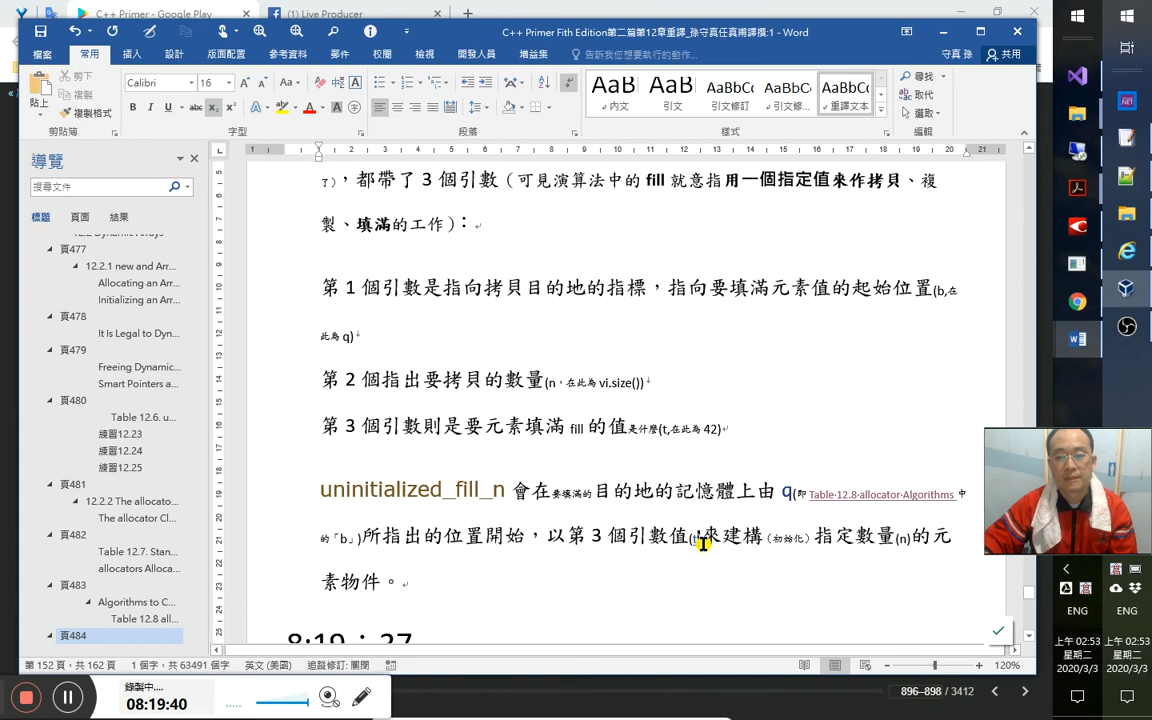 C++ Primer - Google Play
(1) Live Producer
C++ Primer Fith Edition第二篇第12章重譯_孫守真任真甫譯撰:1 - Word
檔案 常用 插入 設計 版面配置 參考資料 郵件 校閱 檢視 開發人員 增益集 告訴我您想要執行的動作... 守真 孫 共用
貼上 剪下 複製 複製格式
Calibri 16
AaB AaB AaBbCc AaBbCc AaBbCc
內文 引文 引文修訂 引文修... 重譯本文
尋找 取代 選取
剪貼簿 字型 段落 樣式 編輯
導覽
搜尋文件
標題 頁面 結果
12.2 Dynamic Arrays
頁477
12.2.1 new and Arr...
Allocating an Arr...
Initializing an Arr...
頁478
It Is Legal to Dyn...
頁479
Freeing Dynamic...
Smart Pointers a...
頁480
Table 12.6. u...
練習12.23
練習12.24
練習12.25
頁481
12.2.2 The allocato...
The allocator Cl...
頁482
Table 12.7. Stan...
allocators Alloca...
頁483
Algorithms to C...
Table 12.8 all...
頁484
了),都帶了 3 個引數(可見演算法中的 fill 就意指用一個指定值來作拷貝、複
製、填滿的工作):
第 1 個引數是指向拷貝目的地的指標,指向要填滿元素值的起始位置(b,在
此為 q)
第 2 個指出要拷貝的數量(n,在此為 vi.size())
第 3 個引數則是要元素填滿 fill 的值是什麼(t,在此為 42)
uninitialized_fill_n 會在要填滿的目的地的記憶體上由 q(即 Table 12.8 allocator Algorithms 中
的「b」)所指出的位置開始,以第 3 個引數值(t)來建構(初始化)指定數量(n)的元
素物件。
8:19:37
第 152 頁,共 162 頁 1 個字,共 63491 個字 英文 (美國) 追蹤修訂: 關閉 120%
錄製中....
08:19:40
896–898 / 3412
ENG ENG
上午 02:53 上午 02:53
星期二 星期二
2020/3/3 2020/3/3